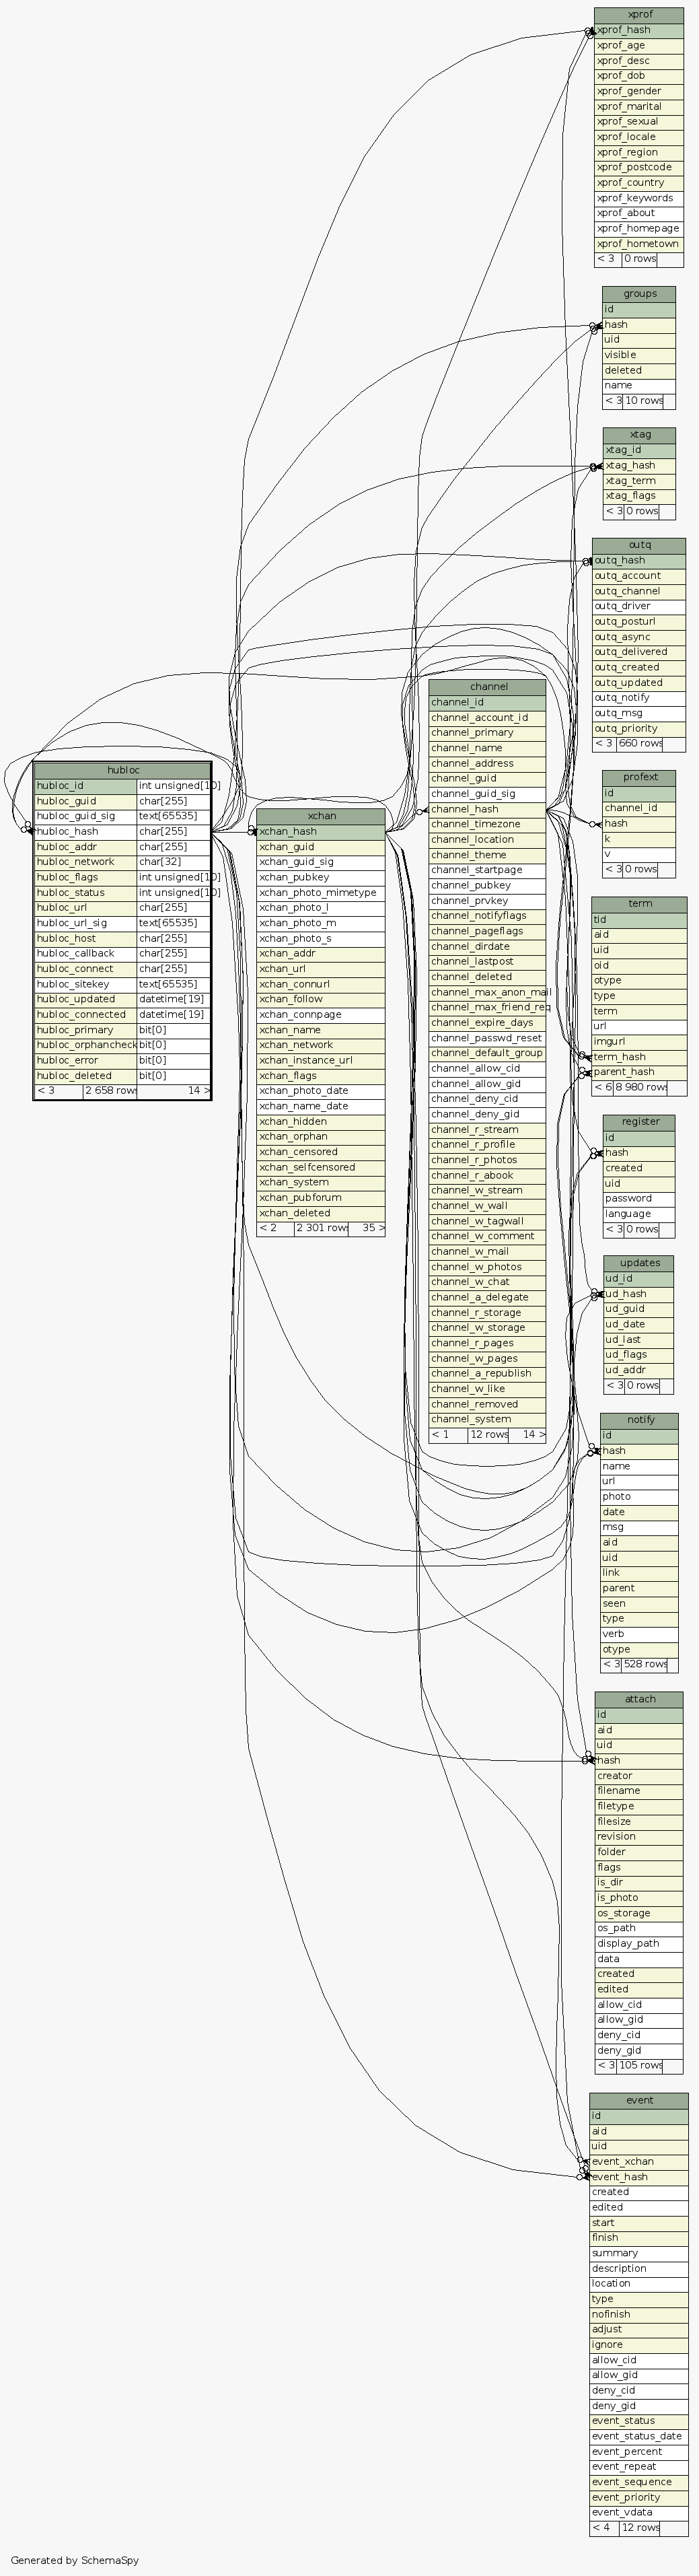 xprof
xprof_hash
xprof_age
xprof_desc
xprof_dob
xprof_gender
xprof_marital
xprof_sexual
xprof_locale
xprof_region
xprof_postcode
xprof_country
xprof_keywords
xprof_about
xprof_homepage
xprof_hometown
< 3 0 rows
groups
id
hash
uid
visible
deleted
name
< 3 10 rows
xtag
xtag_id
xtag_hash
xtag_term
xtag_flags
< 3 0 rows
outq
outq_hash
outq_account
outq_channel
outq_driver
outq_posturl
outq_async
outq_delivered
outq_created
outq_updated
outq_notify
outq_msg
outq_priority
< 3 660 rows
hubloc
hubloc_id int unsigned[10]
hubloc_guid char[255]
hubloc_guid_sig text[65535]
hubloc_hash char[255]
hubloc_addr char[255]
hubloc_network char[32]
hubloc_flags int unsigned[10]
hubloc_status int unsigned[10]
hubloc_url char[255]
hubloc_url_sig text[65535]
hubloc_host char[255]
hubloc_callback char[255]
hubloc_connect char[255]
hubloc_sitekey text[65535]
hubloc_updated datetime[19]
hubloc_connected datetime[19]
hubloc_primary bit[0]
hubloc_orphancheck bit[0]
hubloc_error bit[0]
hubloc_deleted bit[0]
< 3 2 658 rows 14 >
xchan
xchan_hash
xchan_guid
xchan_guid_sig
xchan_pubkey
xchan_photo_mimetype
xchan_photo_l
xchan_photo_m
xchan_photo_s
xchan_addr
xchan_url
xchan_connurl
xchan_follow
xchan_connpage
xchan_name
xchan_network
xchan_instance_url
xchan_flags
xchan_photo_date
xchan_name_date
xchan_hidden
xchan_orphan
xchan_censored
xchan_selfcensored
xchan_system
xchan_pubforum
xchan_deleted
< 2 2 301 rows 35 >
channel
channel_id
channel_account_id
channel_primary
channel_name
channel_address
channel_guid
channel_guid_sig
channel_hash
channel_timezone
channel_location
channel_theme
channel_startpage
channel_pubkey
channel_prvkey
channel_notifyflags
channel_pageflags
channel_dirdate
channel_lastpost
channel_deleted
channel_max_anon_mail
channel_max_friend_req
channel_expire_days
channel_passwd_reset
channel_default_group
channel_allow_cid
channel_allow_gid
channel_deny_cid
channel_deny_gid
channel_r_stream
channel_r_profile
channel_r_photos
channel_r_abook
channel_w_stream
channel_w_wall
channel_w_tagwall
channel_w_comment
channel_w_mail
channel_w_photos
channel_w_chat
channel_a_delegate
channel_r_storage
channel_w_storage
channel_r_pages
channel_w_pages
channel_a_republish
channel_w_like
channel_removed
channel_system
< 1 12 rows 14 >
profext
id
channel_id
hash
k
v
< 3 0 rows
term
tid
aid
uid
oid
otype
type
term
url
imgurl
term_hash
parent_hash
< 6 8 980 rows
register
id
hash
created
uid
password
language
< 3 0 rows
updates
ud_id
ud_hash
ud_guid
ud_date
ud_last
ud_flags
ud_addr
< 3 0 rows
notify
id
hash
name
url
photo
date
msg
aid
uid
link
parent
seen
type
verb
otype
< 3 528 rows
attach
id
aid
uid
hash
creator
filename
filetype
filesize
revision
folder
flags
is_dir
is_photo
os_storage
os_path
display_path
data
created
edited
allow_cid
allow_gid
deny_cid
deny_gid
< 3 105 rows
event
id
aid
uid
event_xchan
event_hash
created
edited
start
finish
summary
description
location
type
nofinish
adjust
ignore
allow_cid
allow_gid
deny_cid
deny_gid
event_status
event_status_date
event_percent
event_repeat
event_sequence
event_priority
event_vdata
< 4 12 rows
Generated by SchemaSpy